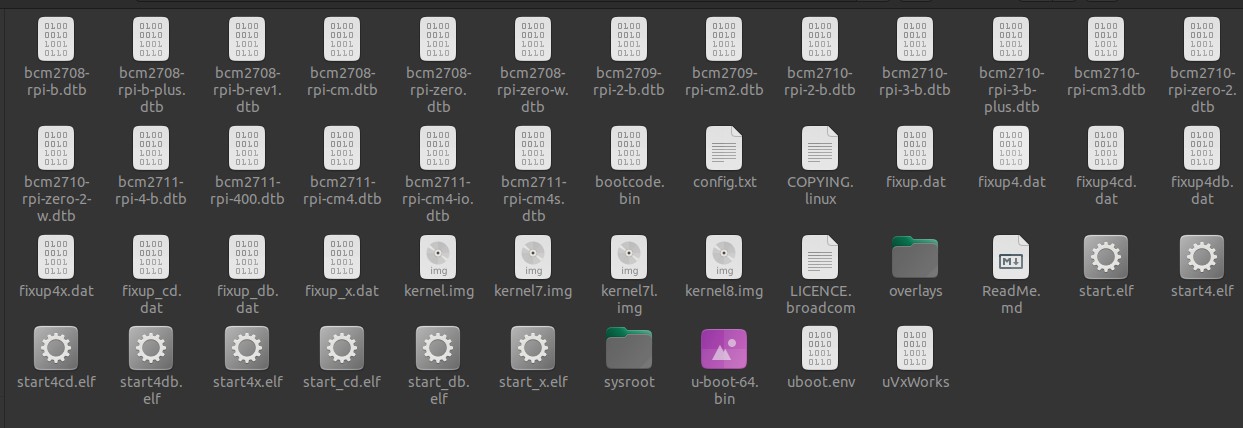 bcm2708- bcm2708- bcm2708- bcm2708- bcm2708- bcm2708- bcm2709- bcm2709- bcm2710- bcm2710- bcm2710- bcm2710- bcm2710-
rpi-b.dtb rpi-b-plus. rpi-b-rev1. rpi-cm.dtb rpi-zero. rpi-zero-w. rpi-2-b.dtb rpi-cm2.dtb rpi-2-b.dtb rpi-3-b.dtb rpi-3-b- rpi-cm3.dtb rpi-zero-2.
dtb dtb dtb dtb plus.dtb dtb
bcm2710- bcm2711- bcm2711- bcm2711- bcm2711- bcm2711- bootcode. config.txt COPYING. fixup.dat fixup4.dat fixup4cd. fixup4db.
rpi-zero-2- rpi-4-b.dtb rpi-400.dtb rpi-cm4.dtb rpi-cm4-io. rpi-cm4s. bin linux dat dat
w.dtb dtb dtb
img img img img M
fixup4x.dat fixup_cd. fixup_db. fixup_x.dat kernel.img kernel7.img kernel7l. kernel8.img LICENCE. overlays ReadMe. start.elf start4.elf
dat dat img broadcom md
start4cd.elf start4db. start4x.elf start_cd.elf start_db. start_x.elf sysroot u-boot-64. uboot.env uVxWorks
elf elf bin